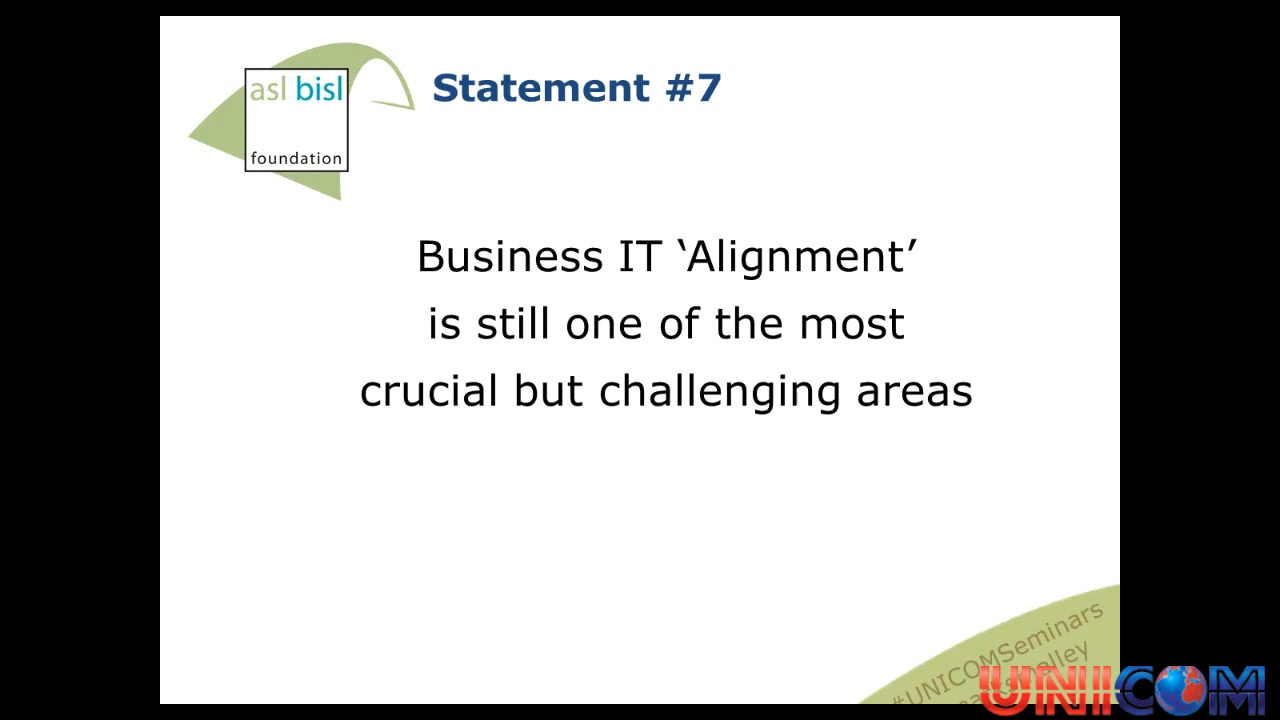 asl bisl
foundation
Statement #7
Business IT ‘Alignment’
is still one of the most
crucial but challenging areas
#UNICOMSeminars
UNICOM